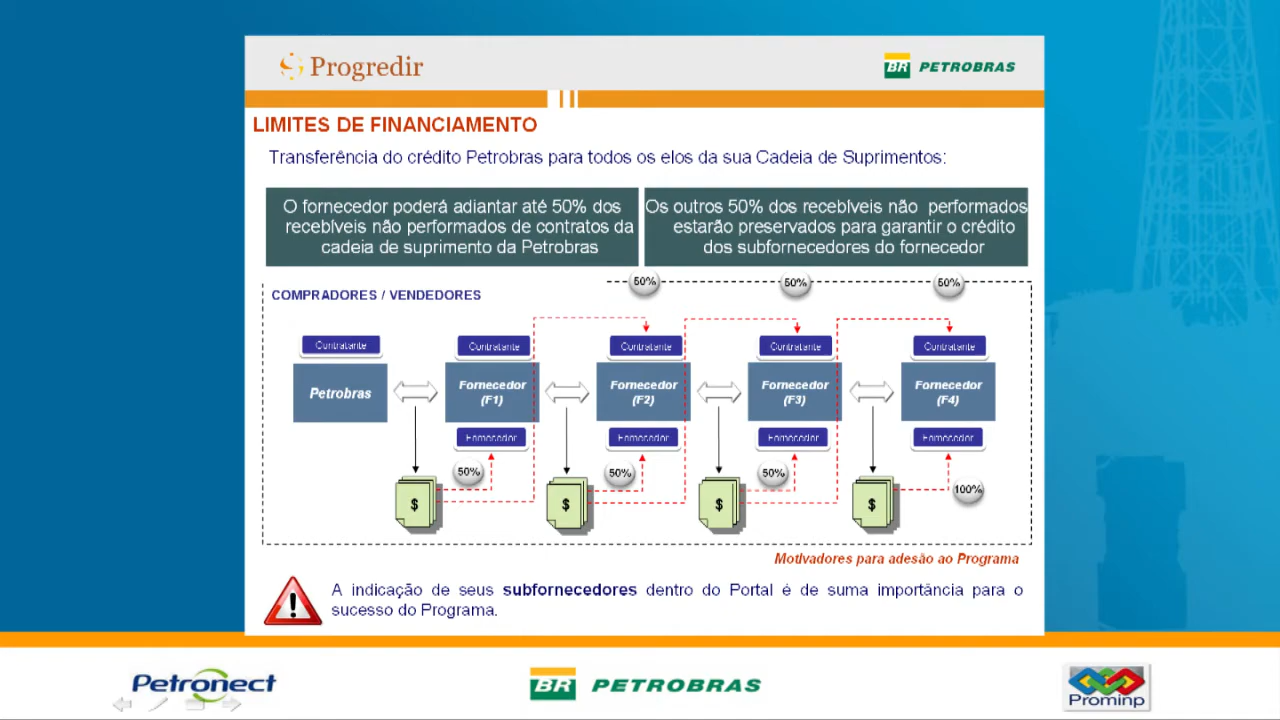 Progredir
BR PETROBRAS
LIMITES DE FINANCIAMENTO
Transferência do crédito Petrobras para todos os elos da sua Cadeia de Suprimentos:
O fornecedor poderá adiantar até 50% dos
recebíveis não performados de contratos da
cadeia de suprimento da Petrobras
Os outros 50% dos recebíveis não performados
estarão preservados para garantir o crédito
dos subfornecedores do fornecedor
50% 50% 50%
COMPRADORES / VENDEDORES
Contratante Contratante Contratante Contratante Contratante
Petrobras
Fornecedor
(F1)
Fornecedor
(F2)
Fornecedor
(F3)
Fornecedor
(F4)
Fornecedor Fornecedor Fornecedor Fornecedor
50% 50% 50% 100%
$ $ $ $
Motivadores para adesão ao Programa
! A indicação de seus subfornecedores dentro do Portal é de suma importância para o
sucesso do Programa.
Petronect
BR PETROBRAS
Prominp